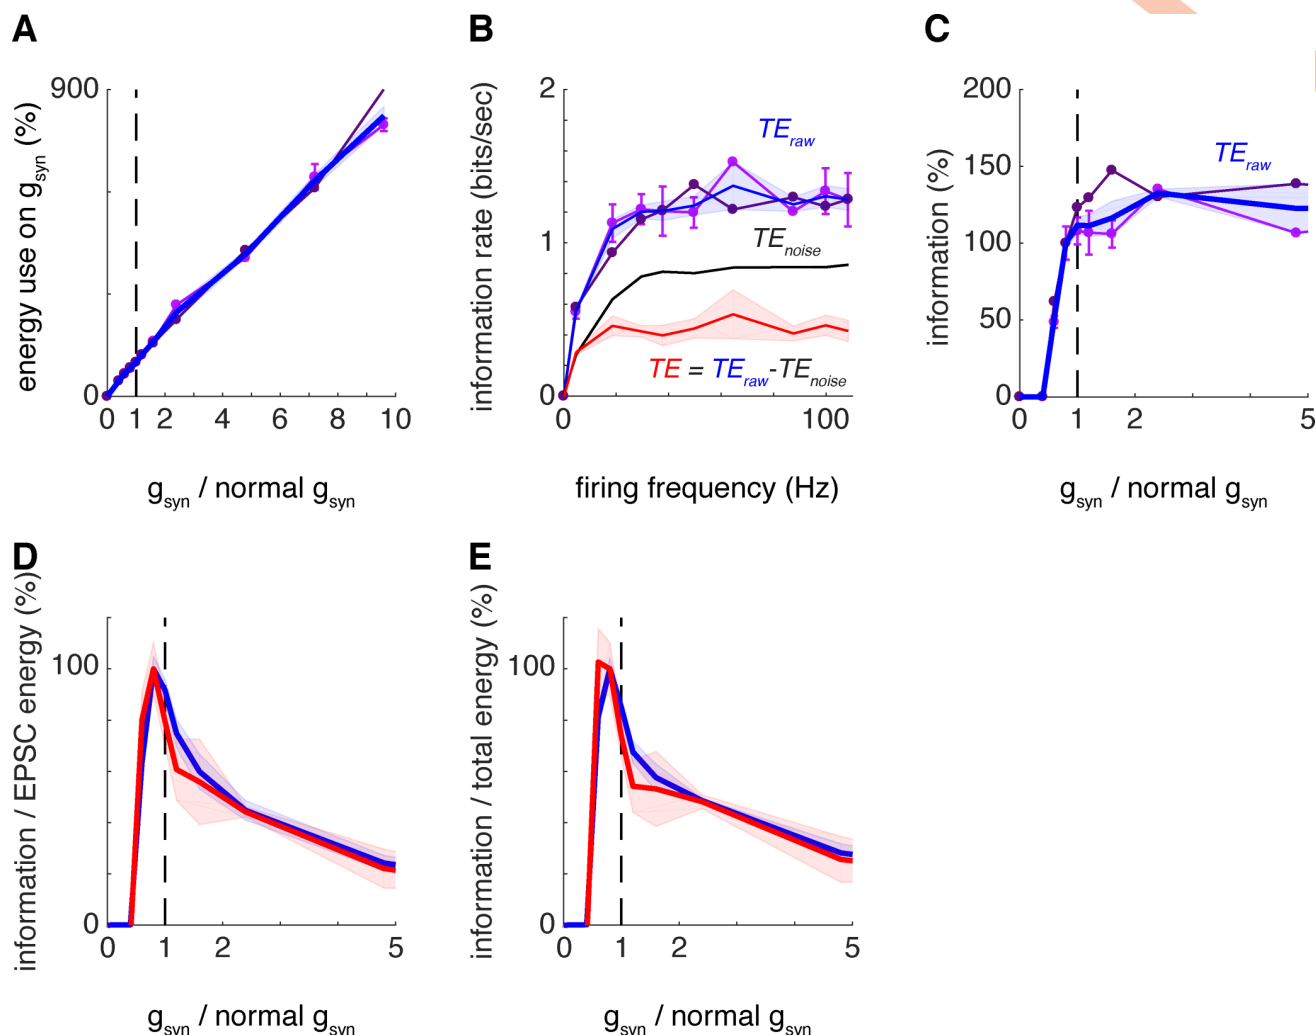 A
energy use on gsyn (%)
900
0
0 1 2 4 6 8 10
gsyn / normal gsyn
B
information rate (bits/sec)
2
1
0
TEraw
TEnoise
TE = TEraw-TEnoise
0 100
firing frequency (Hz)
C
information (%)
200
150
100
50
0
TEraw
0 1 2 5
gsyn / normal gsyn
D
information / EPSC energy (%)
100
0
0 1 2 5
gsyn / normal gsyn
E
information / total energy (%)
100
0
0 1 2 5
gsyn / normal gsyn